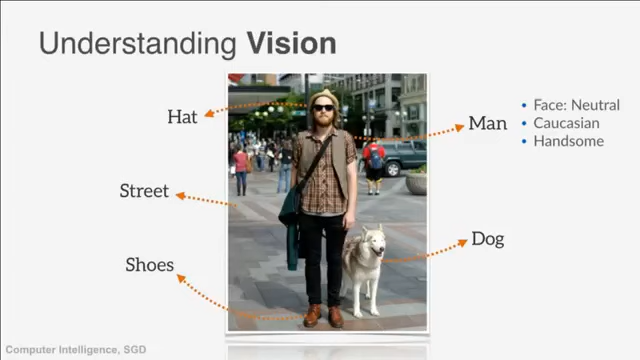 Understanding Vision
Hat
Man
• Face: Neutral
• Caucasian
• Handsome
Street
Dog
Shoes
Computer Intelligence, SGD